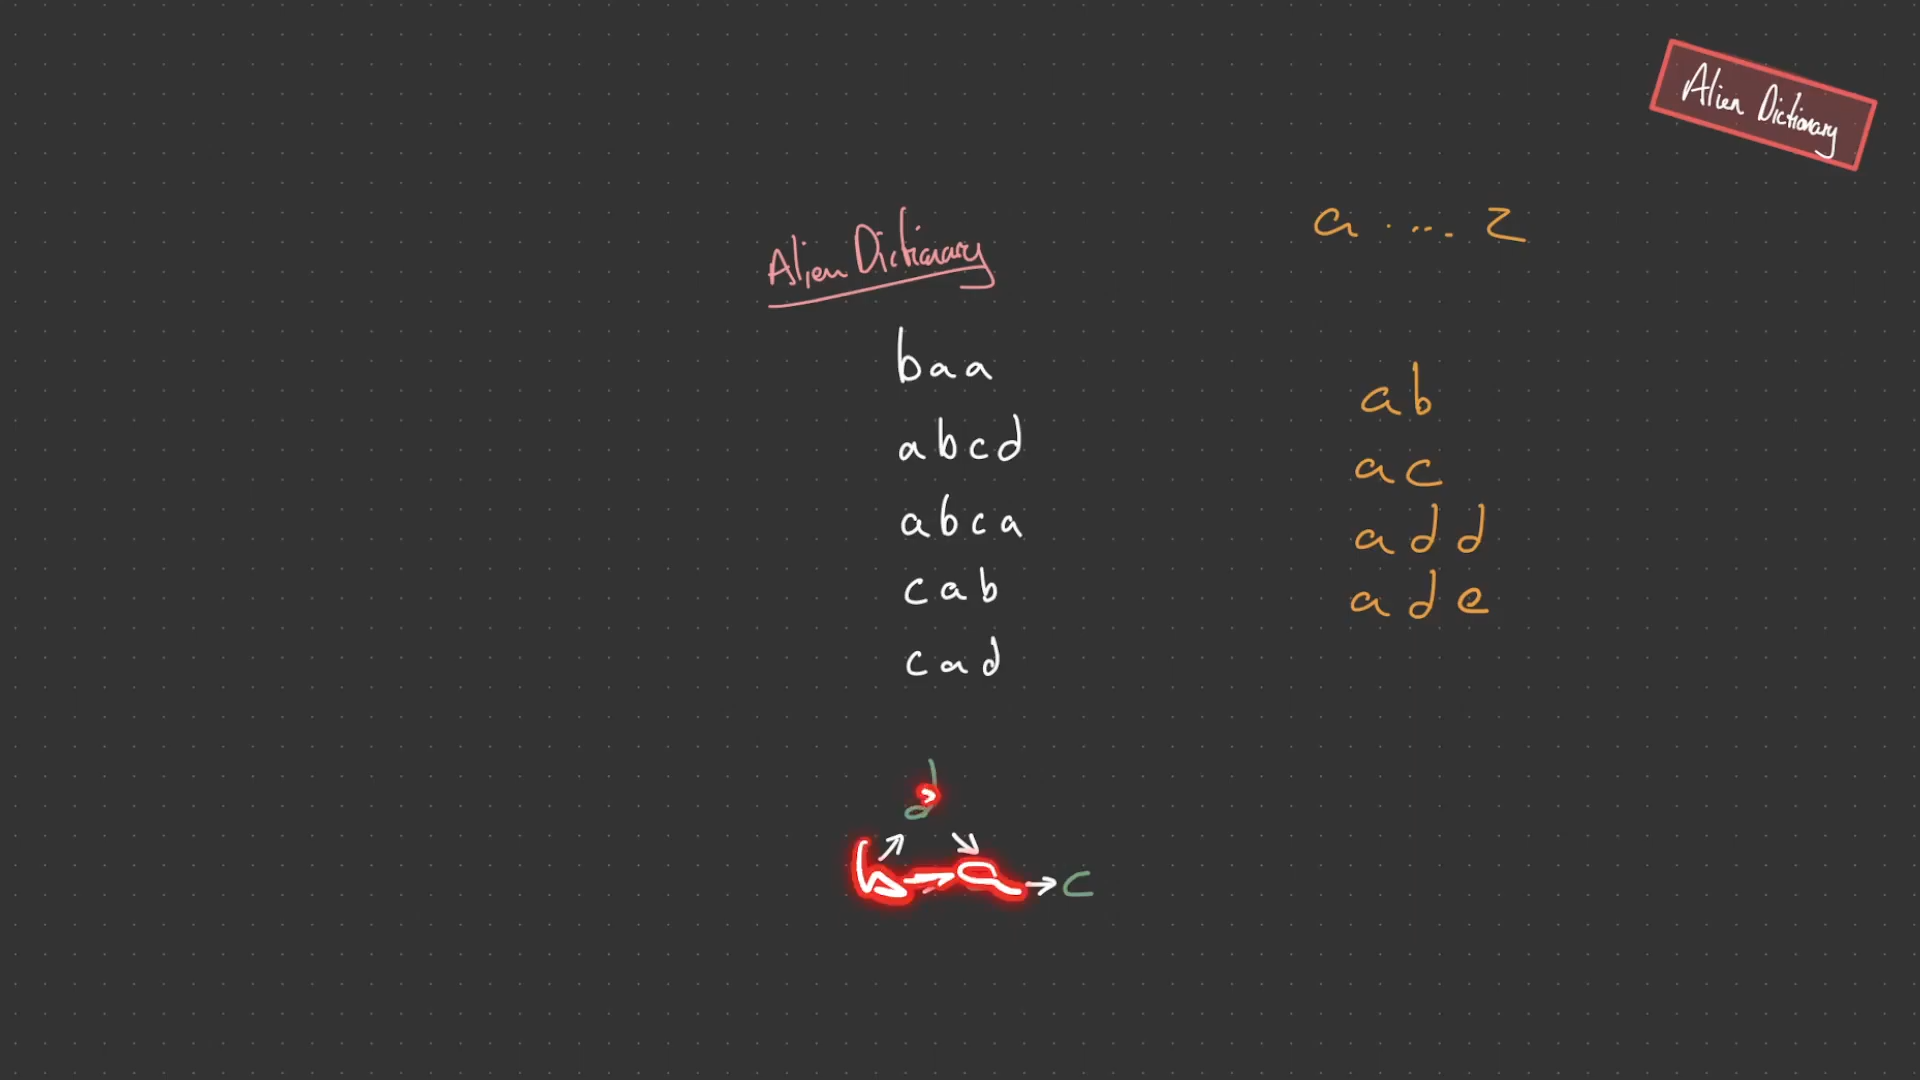 Alien Dictionary
a .... z
Alien Dictionary
baa
abcd
abca
cab
cad
ab
ac
add
ade
d
b → a → c